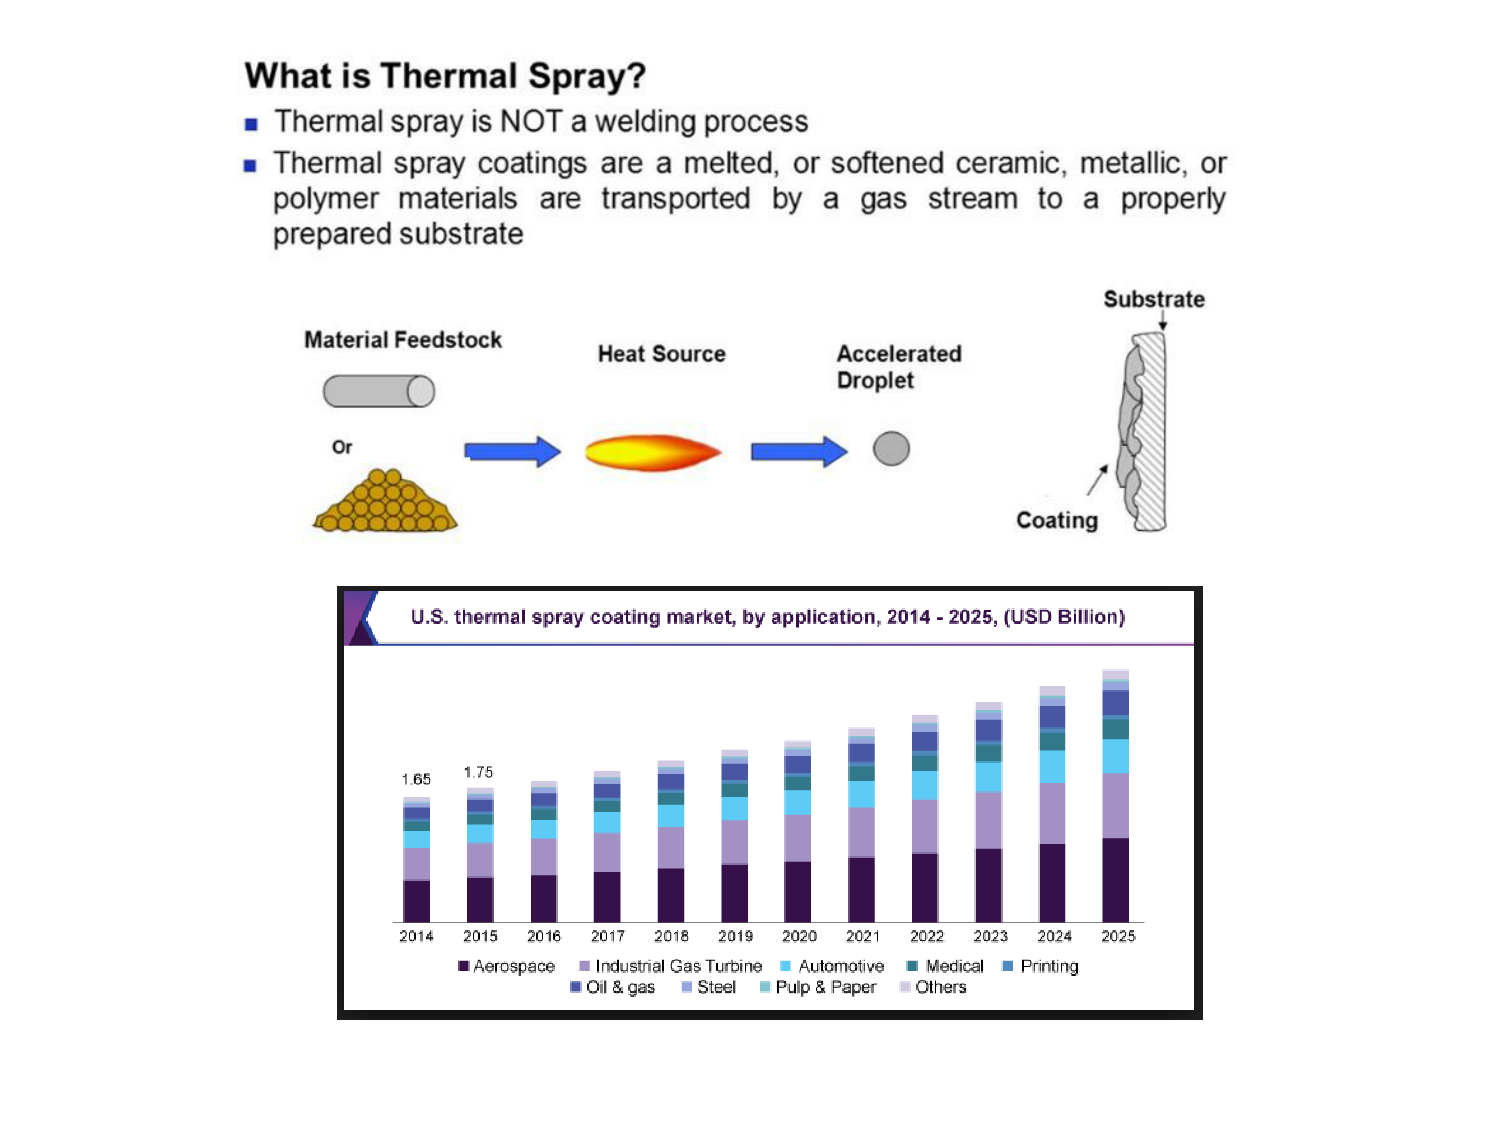 What is Thermal Spray?
Thermal spray is NOT a welding process
Thermal spray coatings are a melted, or softened ceramic, metallic, or
polymer materials are transported by a gas stream to a properly
prepared substrate
Substrate
Material Feedstock
Heat Source
Accelerated
Droplet
Or
Coating
U.S. thermal spray coating market, by application, 2014 - 2025, (USD Billion)
1.65
1.75
2014 2015 2016 2017 2018 2019 2020 2021 2022 2023 2024 2025
Aerospace Industrial Gas Turbine Automotive Medical Printing
Oil & gas Steel Pulp & Paper Others